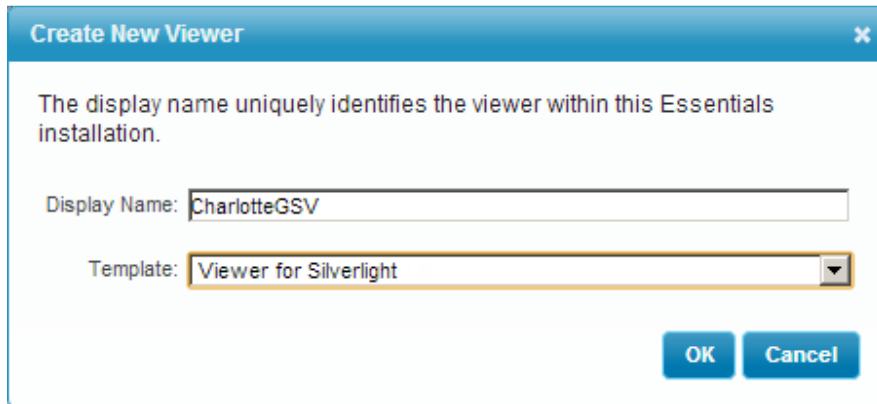 Create New Viewer
The display name uniquely identifies the viewer within this Essentials
installation.
Display Name: CharlotteGSV
Template: Viewer for Silverlight
OK Cancel